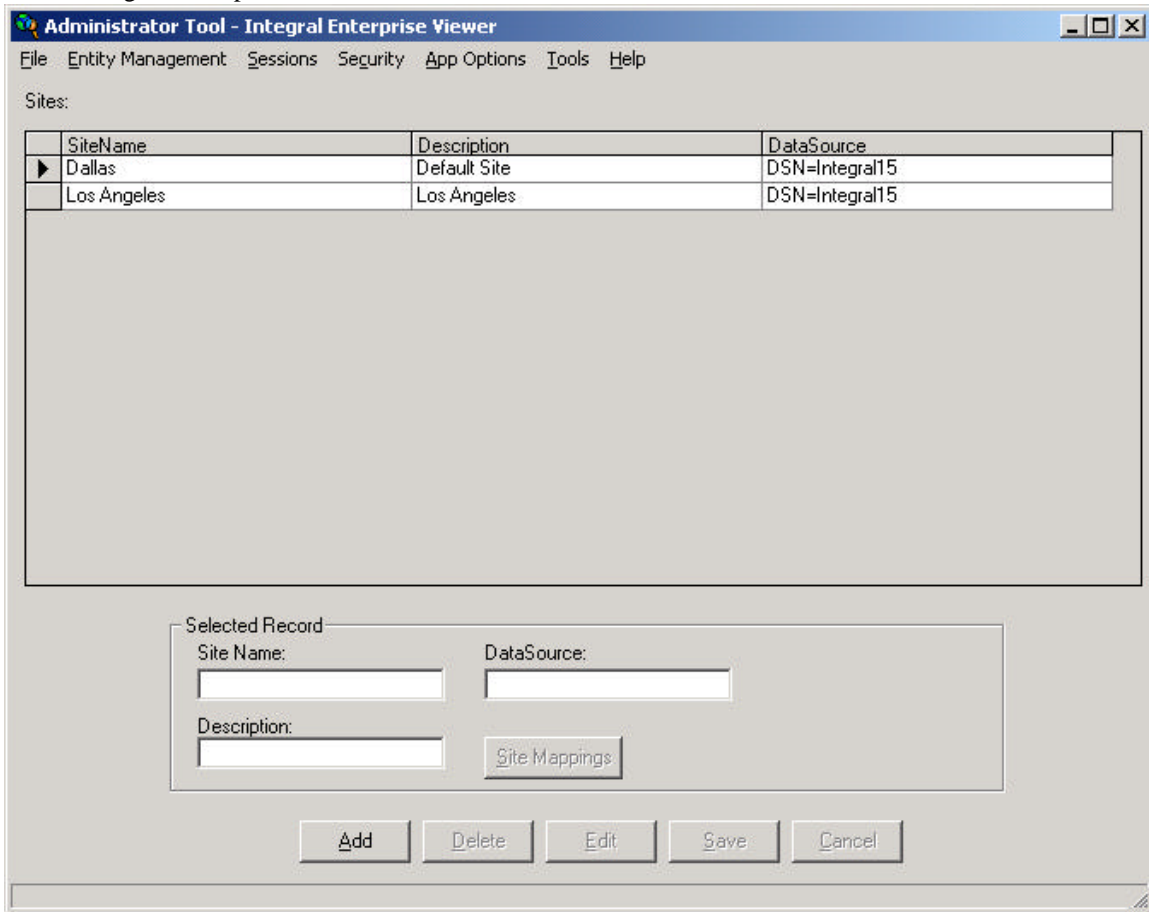 Administrator Tool - Integral Enterprise Viewer
File Entity Management Sessions Security App Options Tools Help
Sites:
SiteName Description DataSource
Dallas Default Site DSN=Integral15
Los Angeles Los Angeles DSN=Integral15
Selected Record
Site Name: DataSource:
Description:
Site Mappings
Add Delete Edit Save Cancel